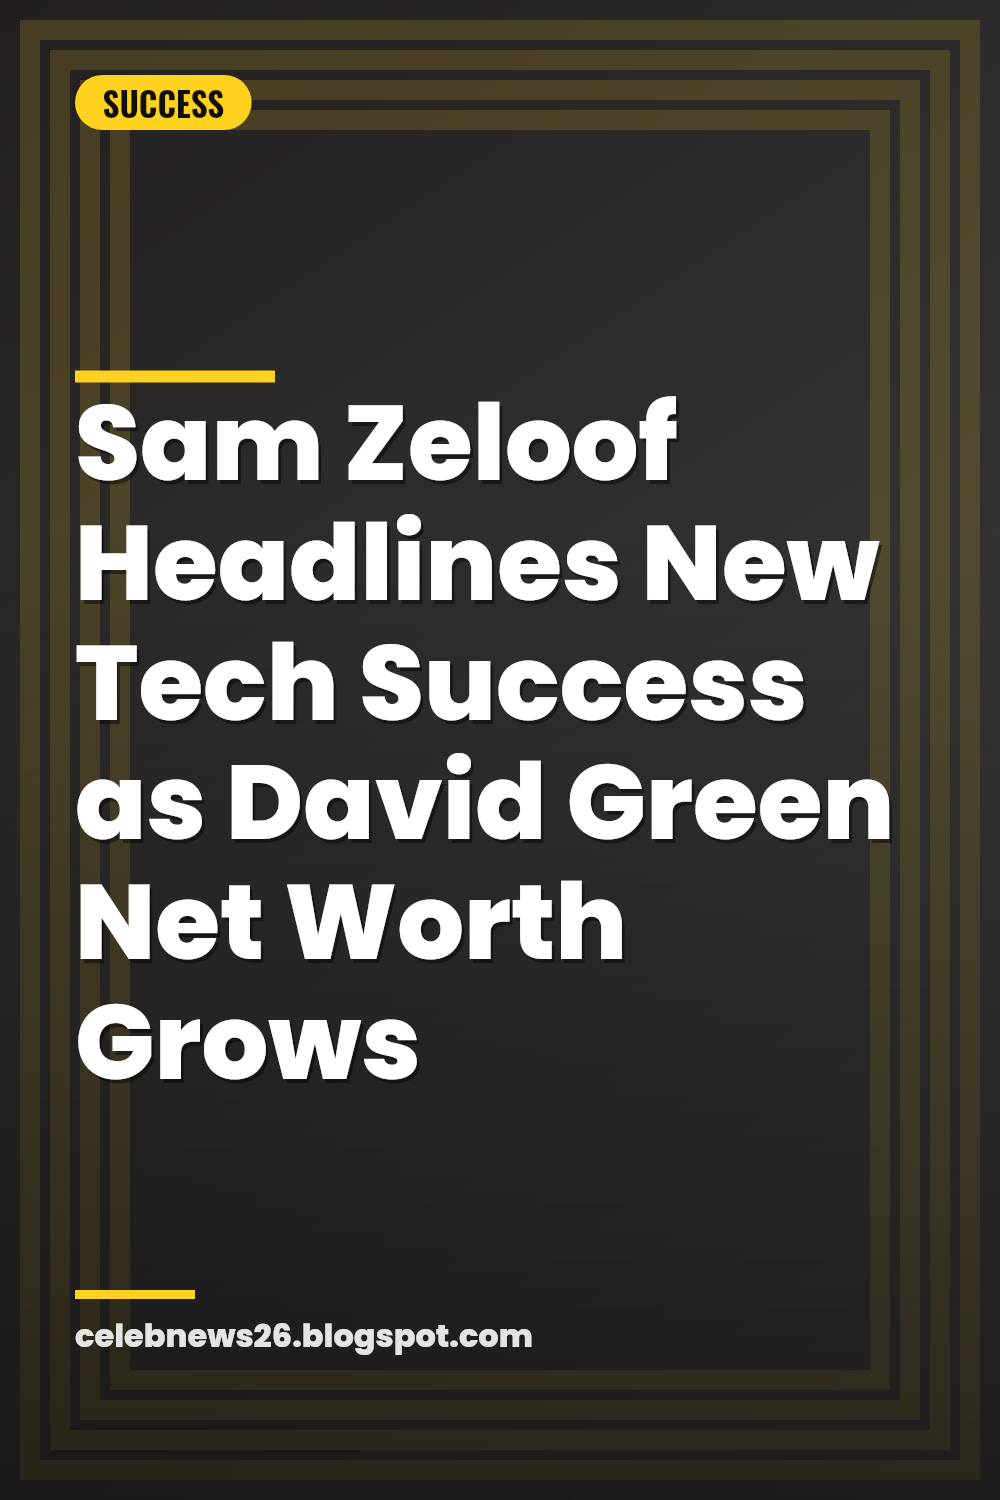 SUCCESS
Sam Zeloof
Headlines New
Tech Success
as David Green
Net Worth
Grows
celebnews26.blogspot.com